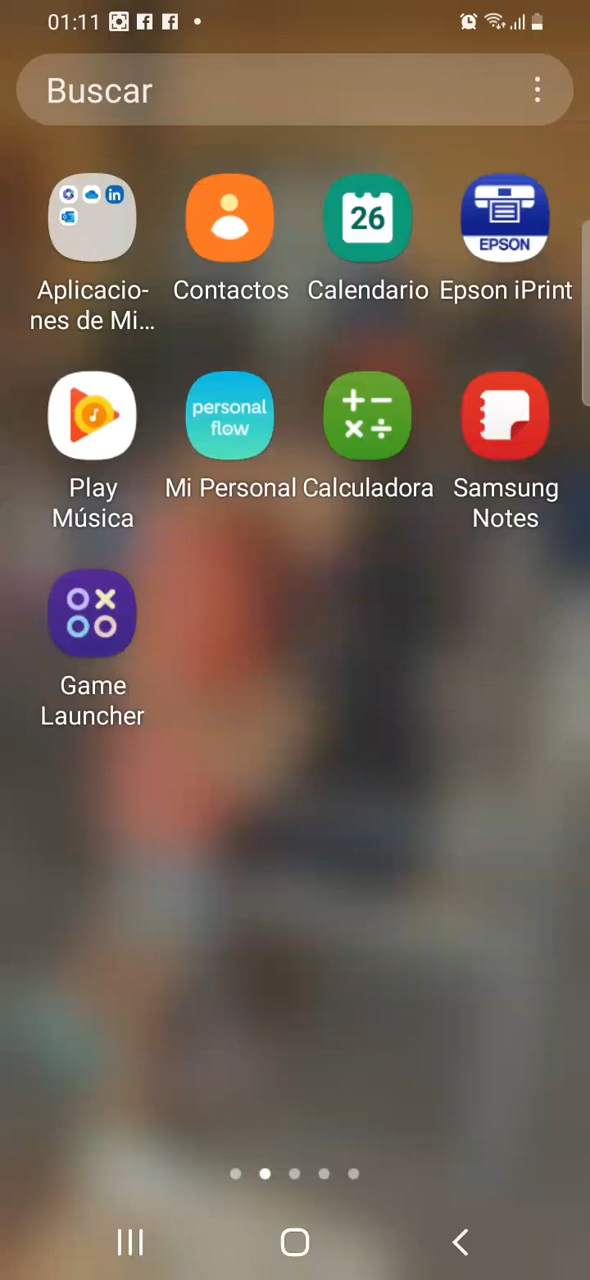 01:11
Buscar
26
EPSON
Aplicacio-
nes de Mi...
Contactos
Calendario
Epson iPrint
personal
flow
Play
Música
Mi Personal
Calculadora
Samsung
Notes
Game
Launcher